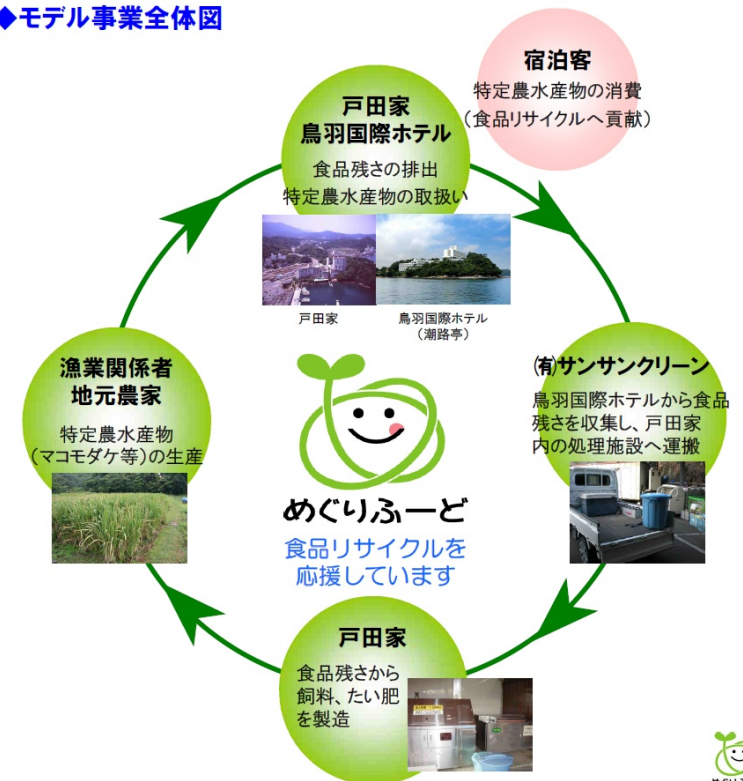 ◆モデル事業全体図
宿泊客
特定農水産物の消費
(食品リサイクルへ貢献)
戸田家
鳥羽国際ホテル
食品残さの排出
特定農水産物の取扱い
戸田家
鳥羽国際ホテル
(潮路亭)
㈲サンサンクリーン
鳥羽国際ホテルから食品
残さを収集し、戸田家
内の処理施設へ運搬
漁業関係者
地元農家
特定農水産物
(マコモダケ等)の生産
めぐりふーど
食品リサイクルを
応援しています
戸田家
食品残さから
飼料、たい肥
を製造